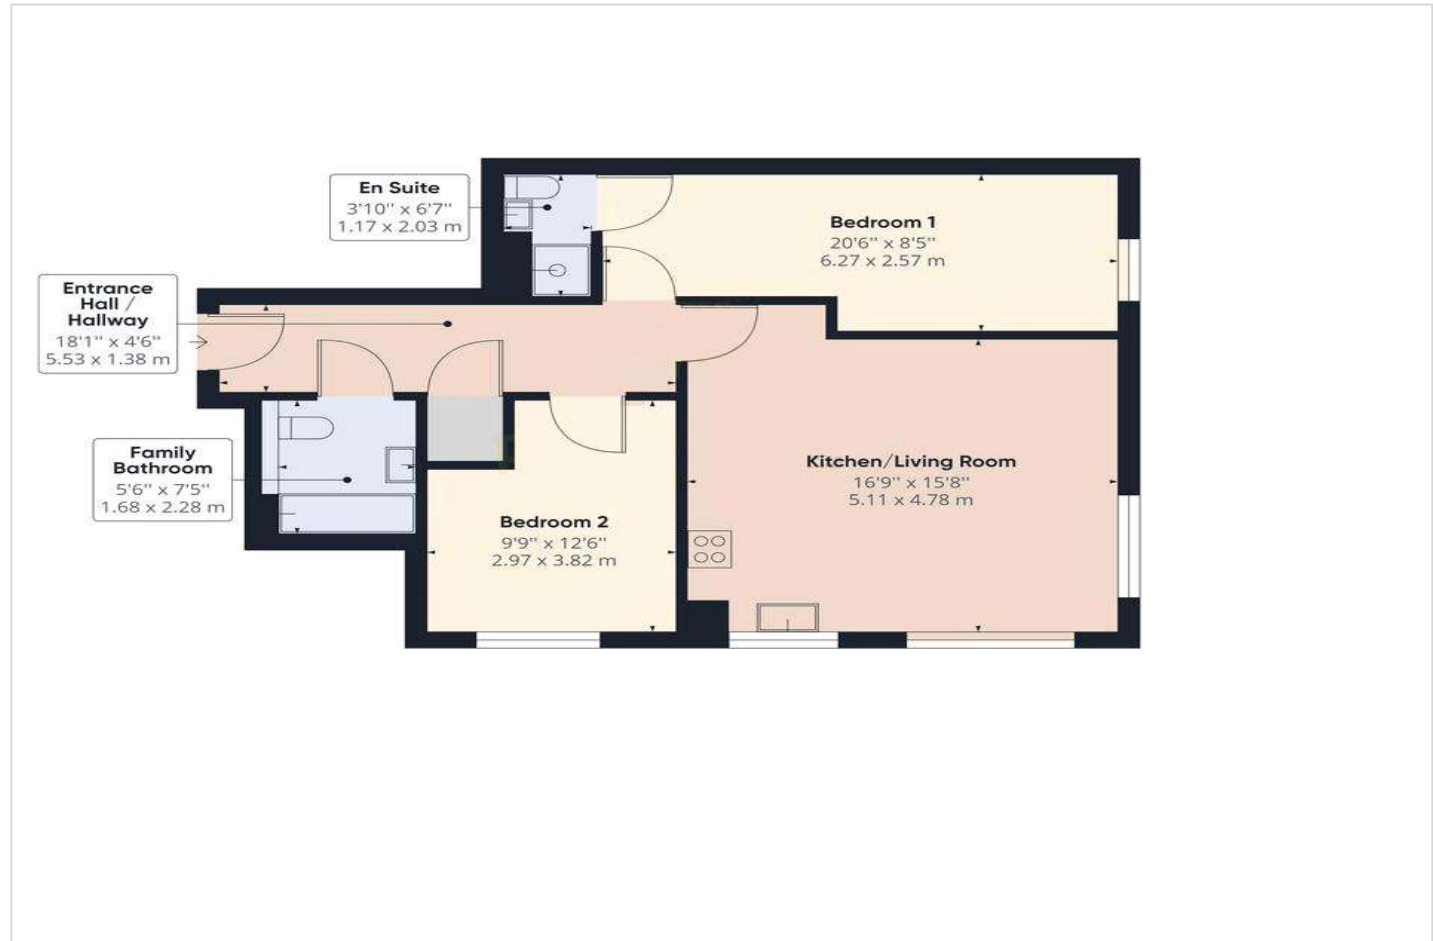 En Suite
3'10" x 6'7"
1.17 x 2.03 m
Bedroom 1
20'6" x 8'5"
6.27 x 2.57 m
Entrance
Hall /
Hallway
18'1" x 4'6"
5.53 x 1.38 m
Family
Bathroom
5'6" x 7'5"
1.68 x 2.28 m
Bedroom 2
9'9" x 12'6"
2.97 x 3.82 m
Kitchen/Living Room
16'9" x 15'8"
5.11 x 4.78 m